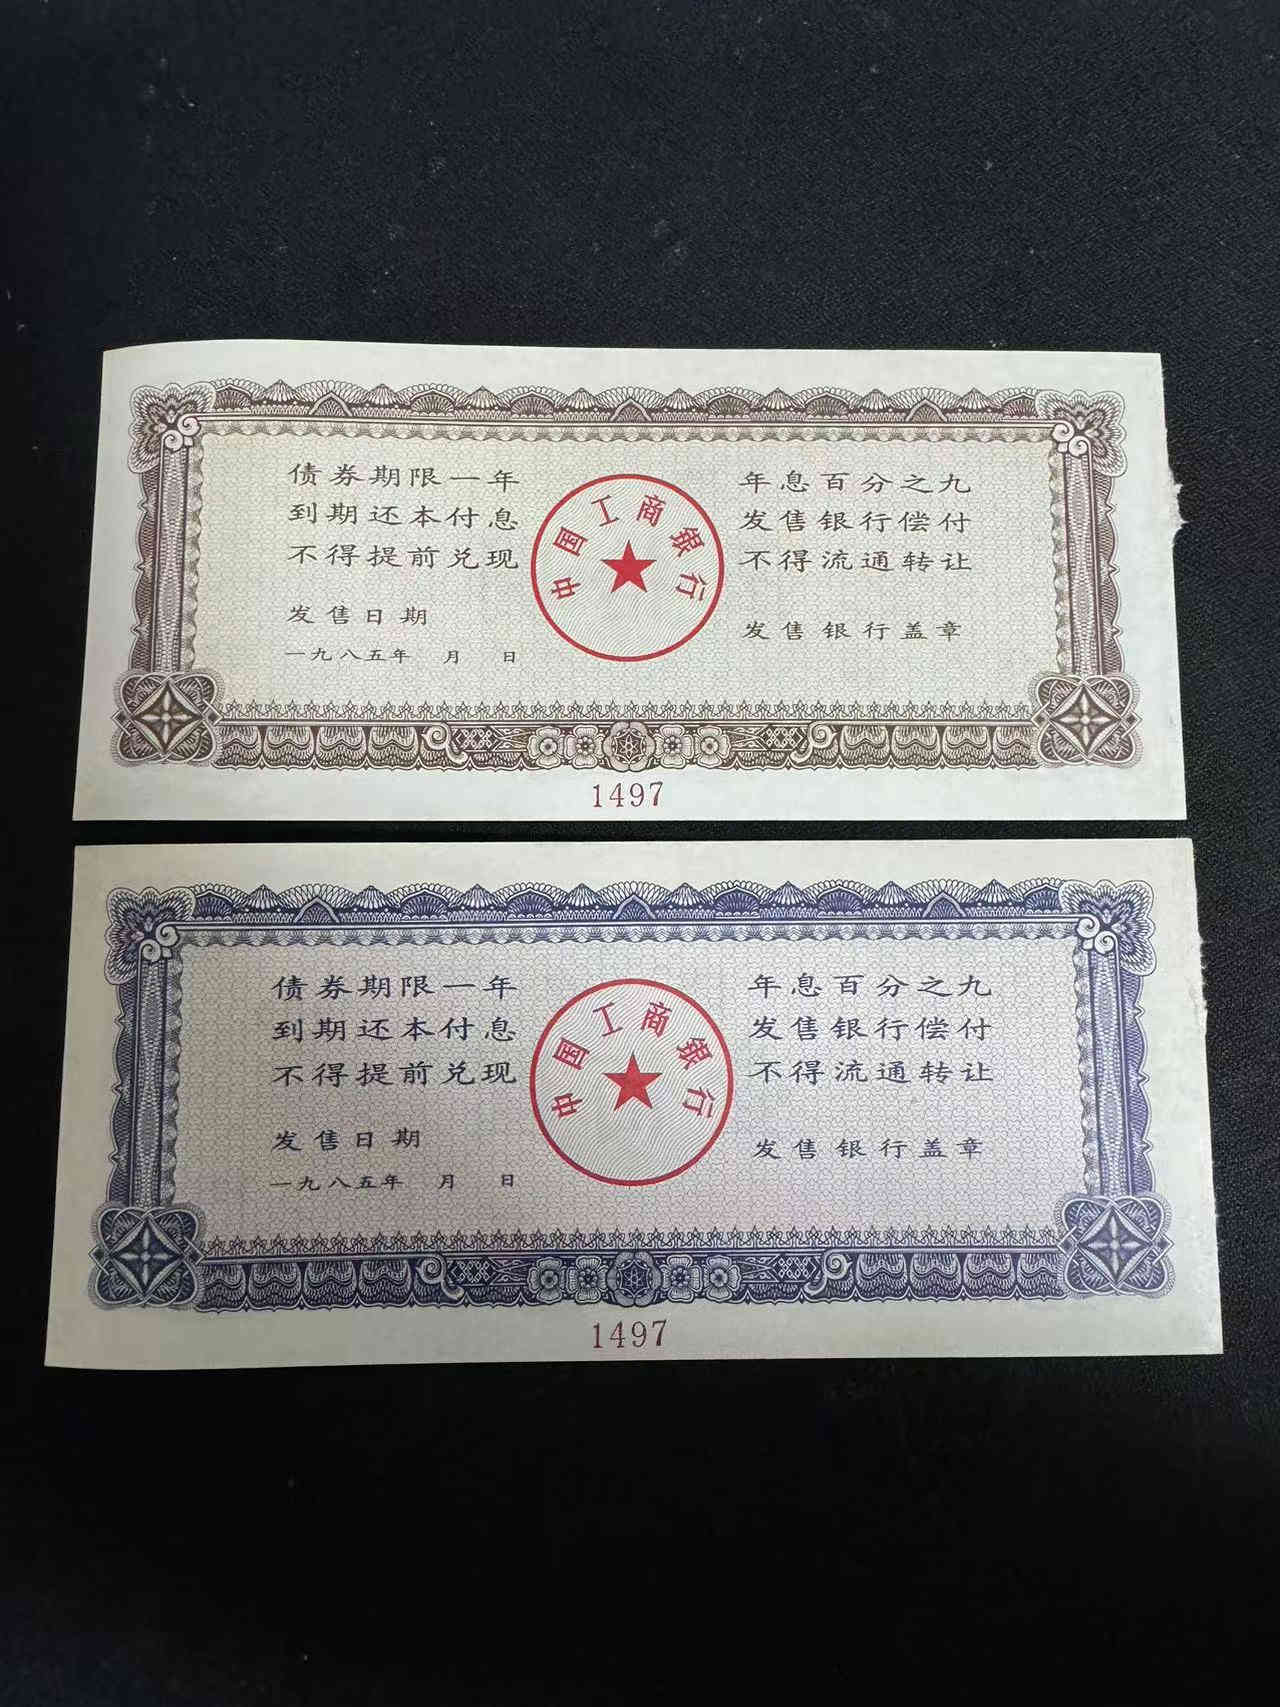 债券期限一年
到期还本付息
不得提前兑现
发售日期
一九八五年 月 日
中国工商银行
年息百分之九
发售银行偿付
不得流通转让
发售银行盖章
1497
债券期限一年
到期还本付息
不得提前兑现
发售日期
一九八五年 月 日
中国工商银行
年息百分之九
发售银行偿付
不得流通转让
发售银行盖章
1497